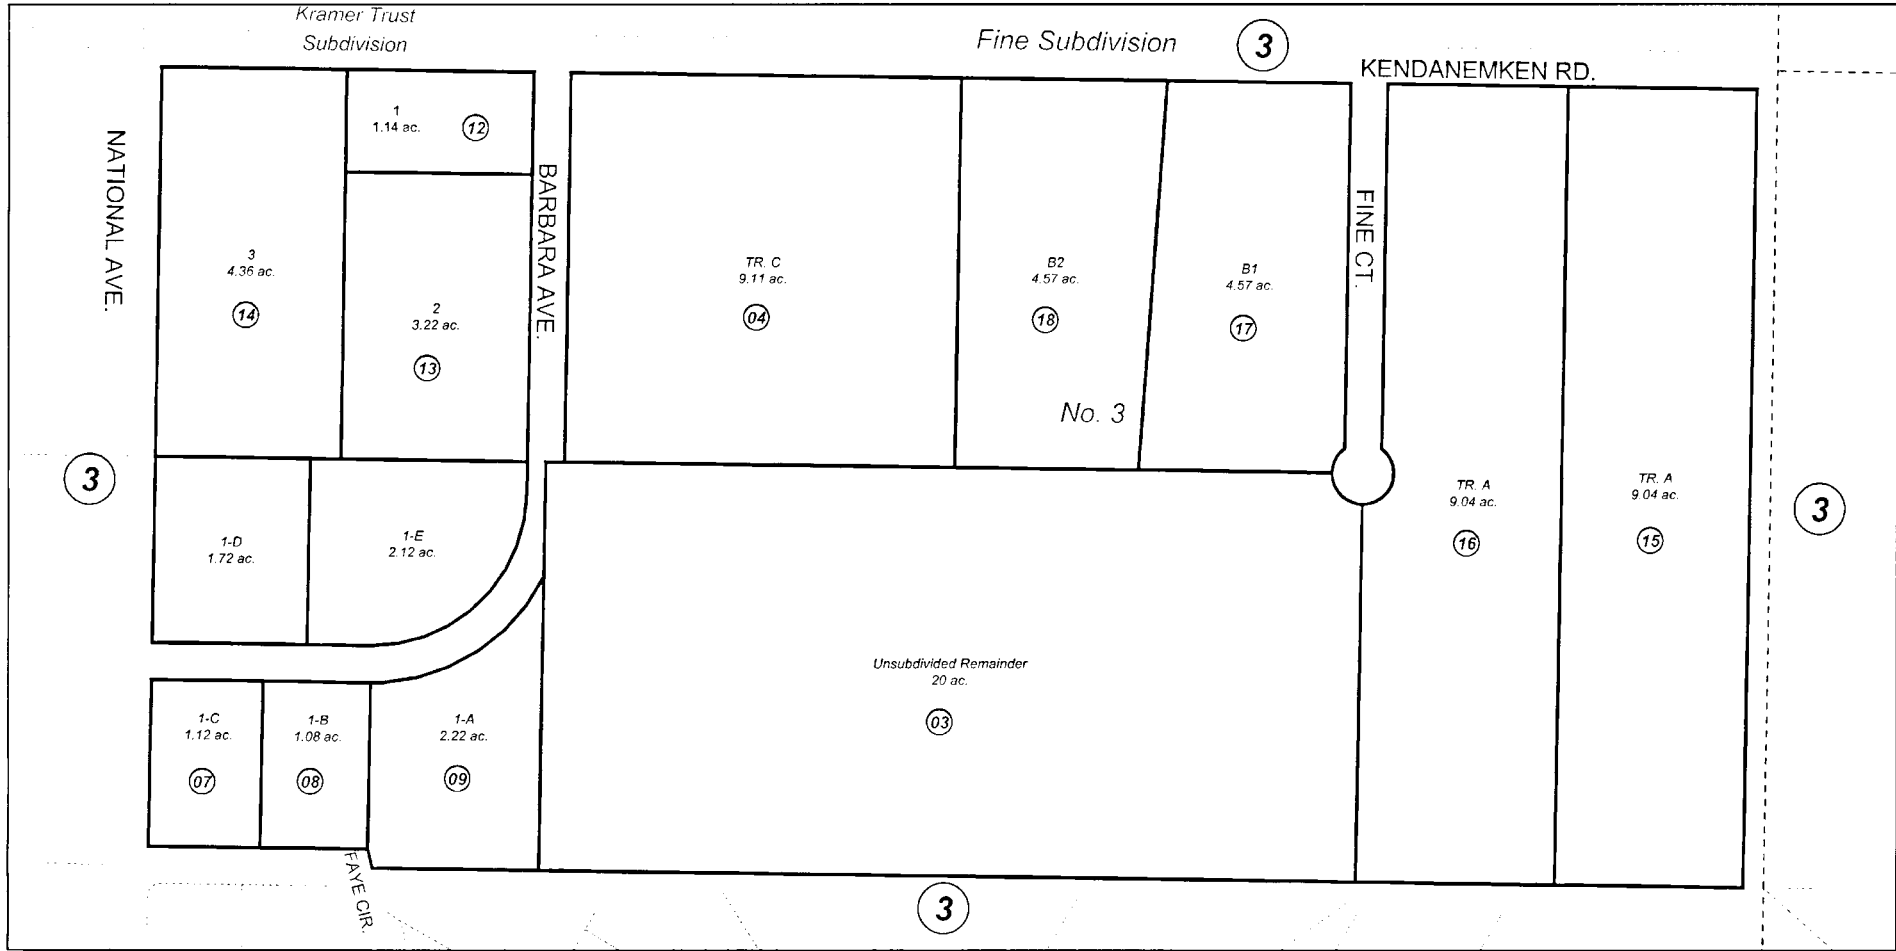 Kramer Trust
Subdivision
Fine Subdivision
3
KENDANEMKEN RD.
NATIONAL AVE.
1
1.14 ac.
12
BARBARA AVE.
FINE CT.
3
4.36 ac.
14
2
3.22 ac.
13
TR. C
9.11 ac.
04
B2
4.57 ac.
18
B1
4.57 ac.
17
No. 3
3
TR. A
9.04 ac.
16
TR. A
9.04 ac.
15
3
1-D
1.72 ac.
1-E
2.12 ac.
Unsubdivided Remainder
20 ac.
03
1-C
1.12 ac.
07
1-B
1.08 ac.
08
1-A
2.22 ac.
09
FAYE CIR.
3